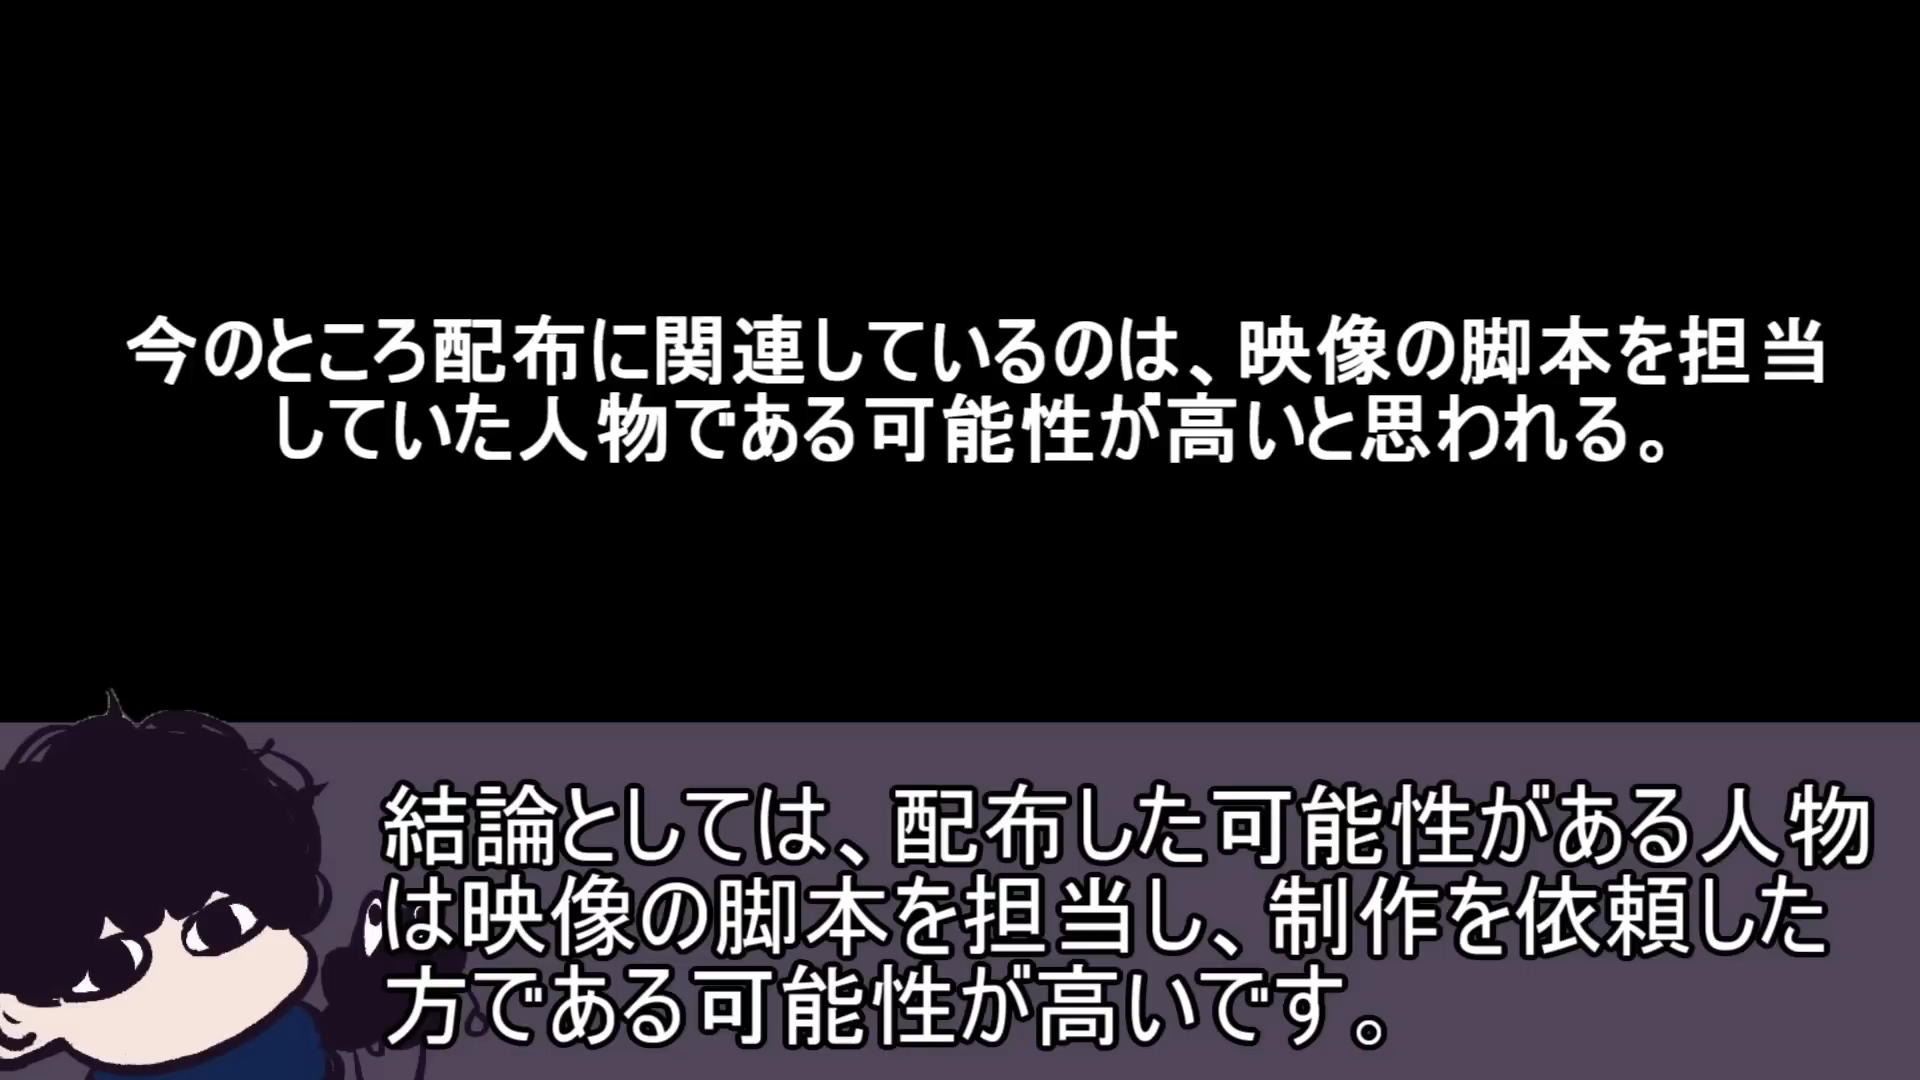 今のところ配布に関連しているのは、映像の脚本を担当
していた人物である可能性が高いと思われる。
結論としては、配布した可能性がある人物
は映像の脚本を担当し、制作を依頼した
方である可能性が高いです。